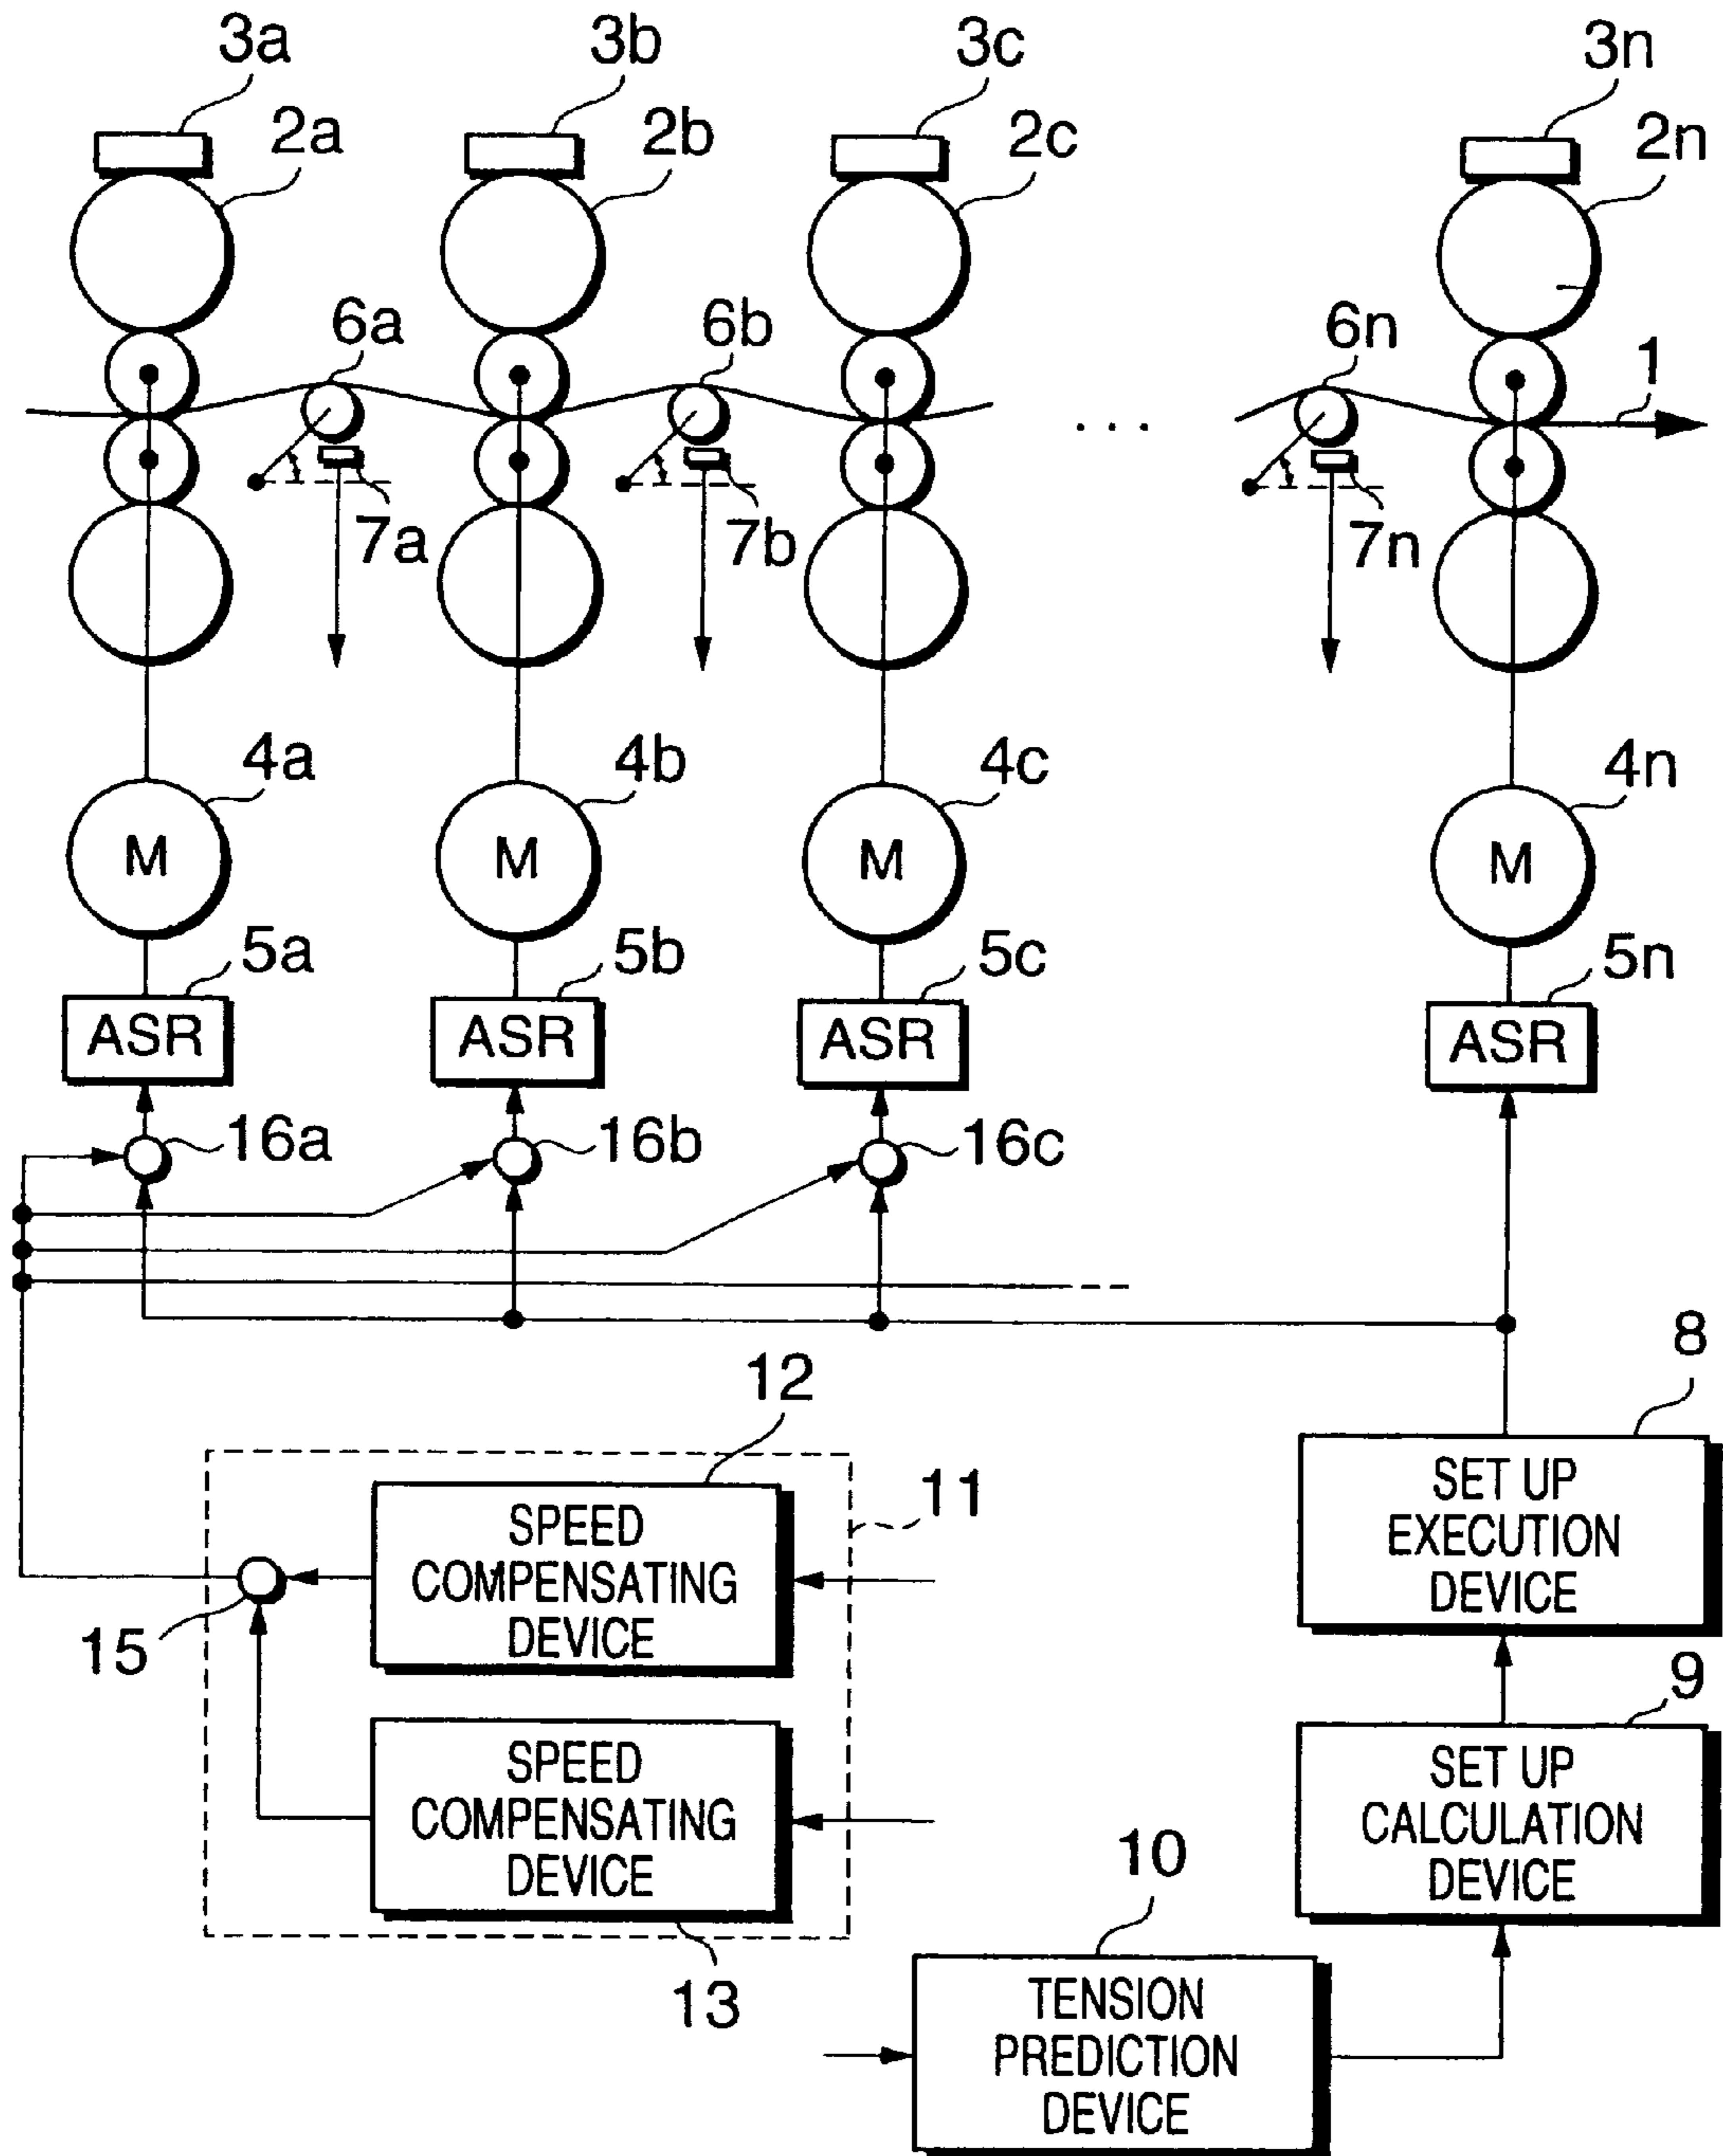 3a
3b
3c
3n
2a
2b
2c
2n
6a
6b
6n
1
...
7a
7b
7n
4a
4b
4c
4n
M
M
M
M
5a
5b
5c
5n
ASR
ASR
ASR
ASR
16a
16b
16c
8
12
11
SET UP
EXECUTION
DEVICE
SPEED
COMPENSATING
DEVICE
15
9
SPEED
COMPENSATING
DEVICE
SET UP
CALCULATION
DEVICE
10
13
TENSION
PREDICTION
DEVICE